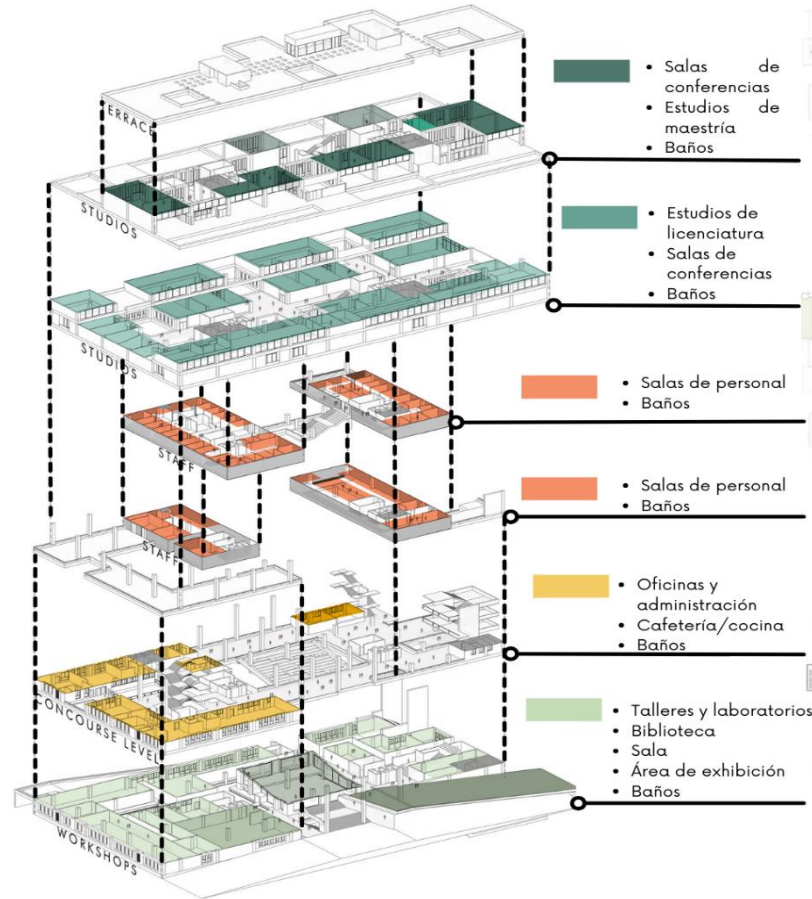 ERRACE
• Salas de
conferencias
• Estudios de
maestría
• Baños
STUDIOS
• Estudios de
licenciatura
• Salas de
conferencias
• Baños
STUDIOS
• Salas de personal
• Baños
STAFF
• Salas de personal
• Baños
STAFF
• Oficinas y
administración
• Cafetería/cocina
• Baños
CONCOURSE LEVEL
• Talleres y laboratorios
• Biblioteca
• Sala
• Área de exhibición
• Baños
WORKSHOPS